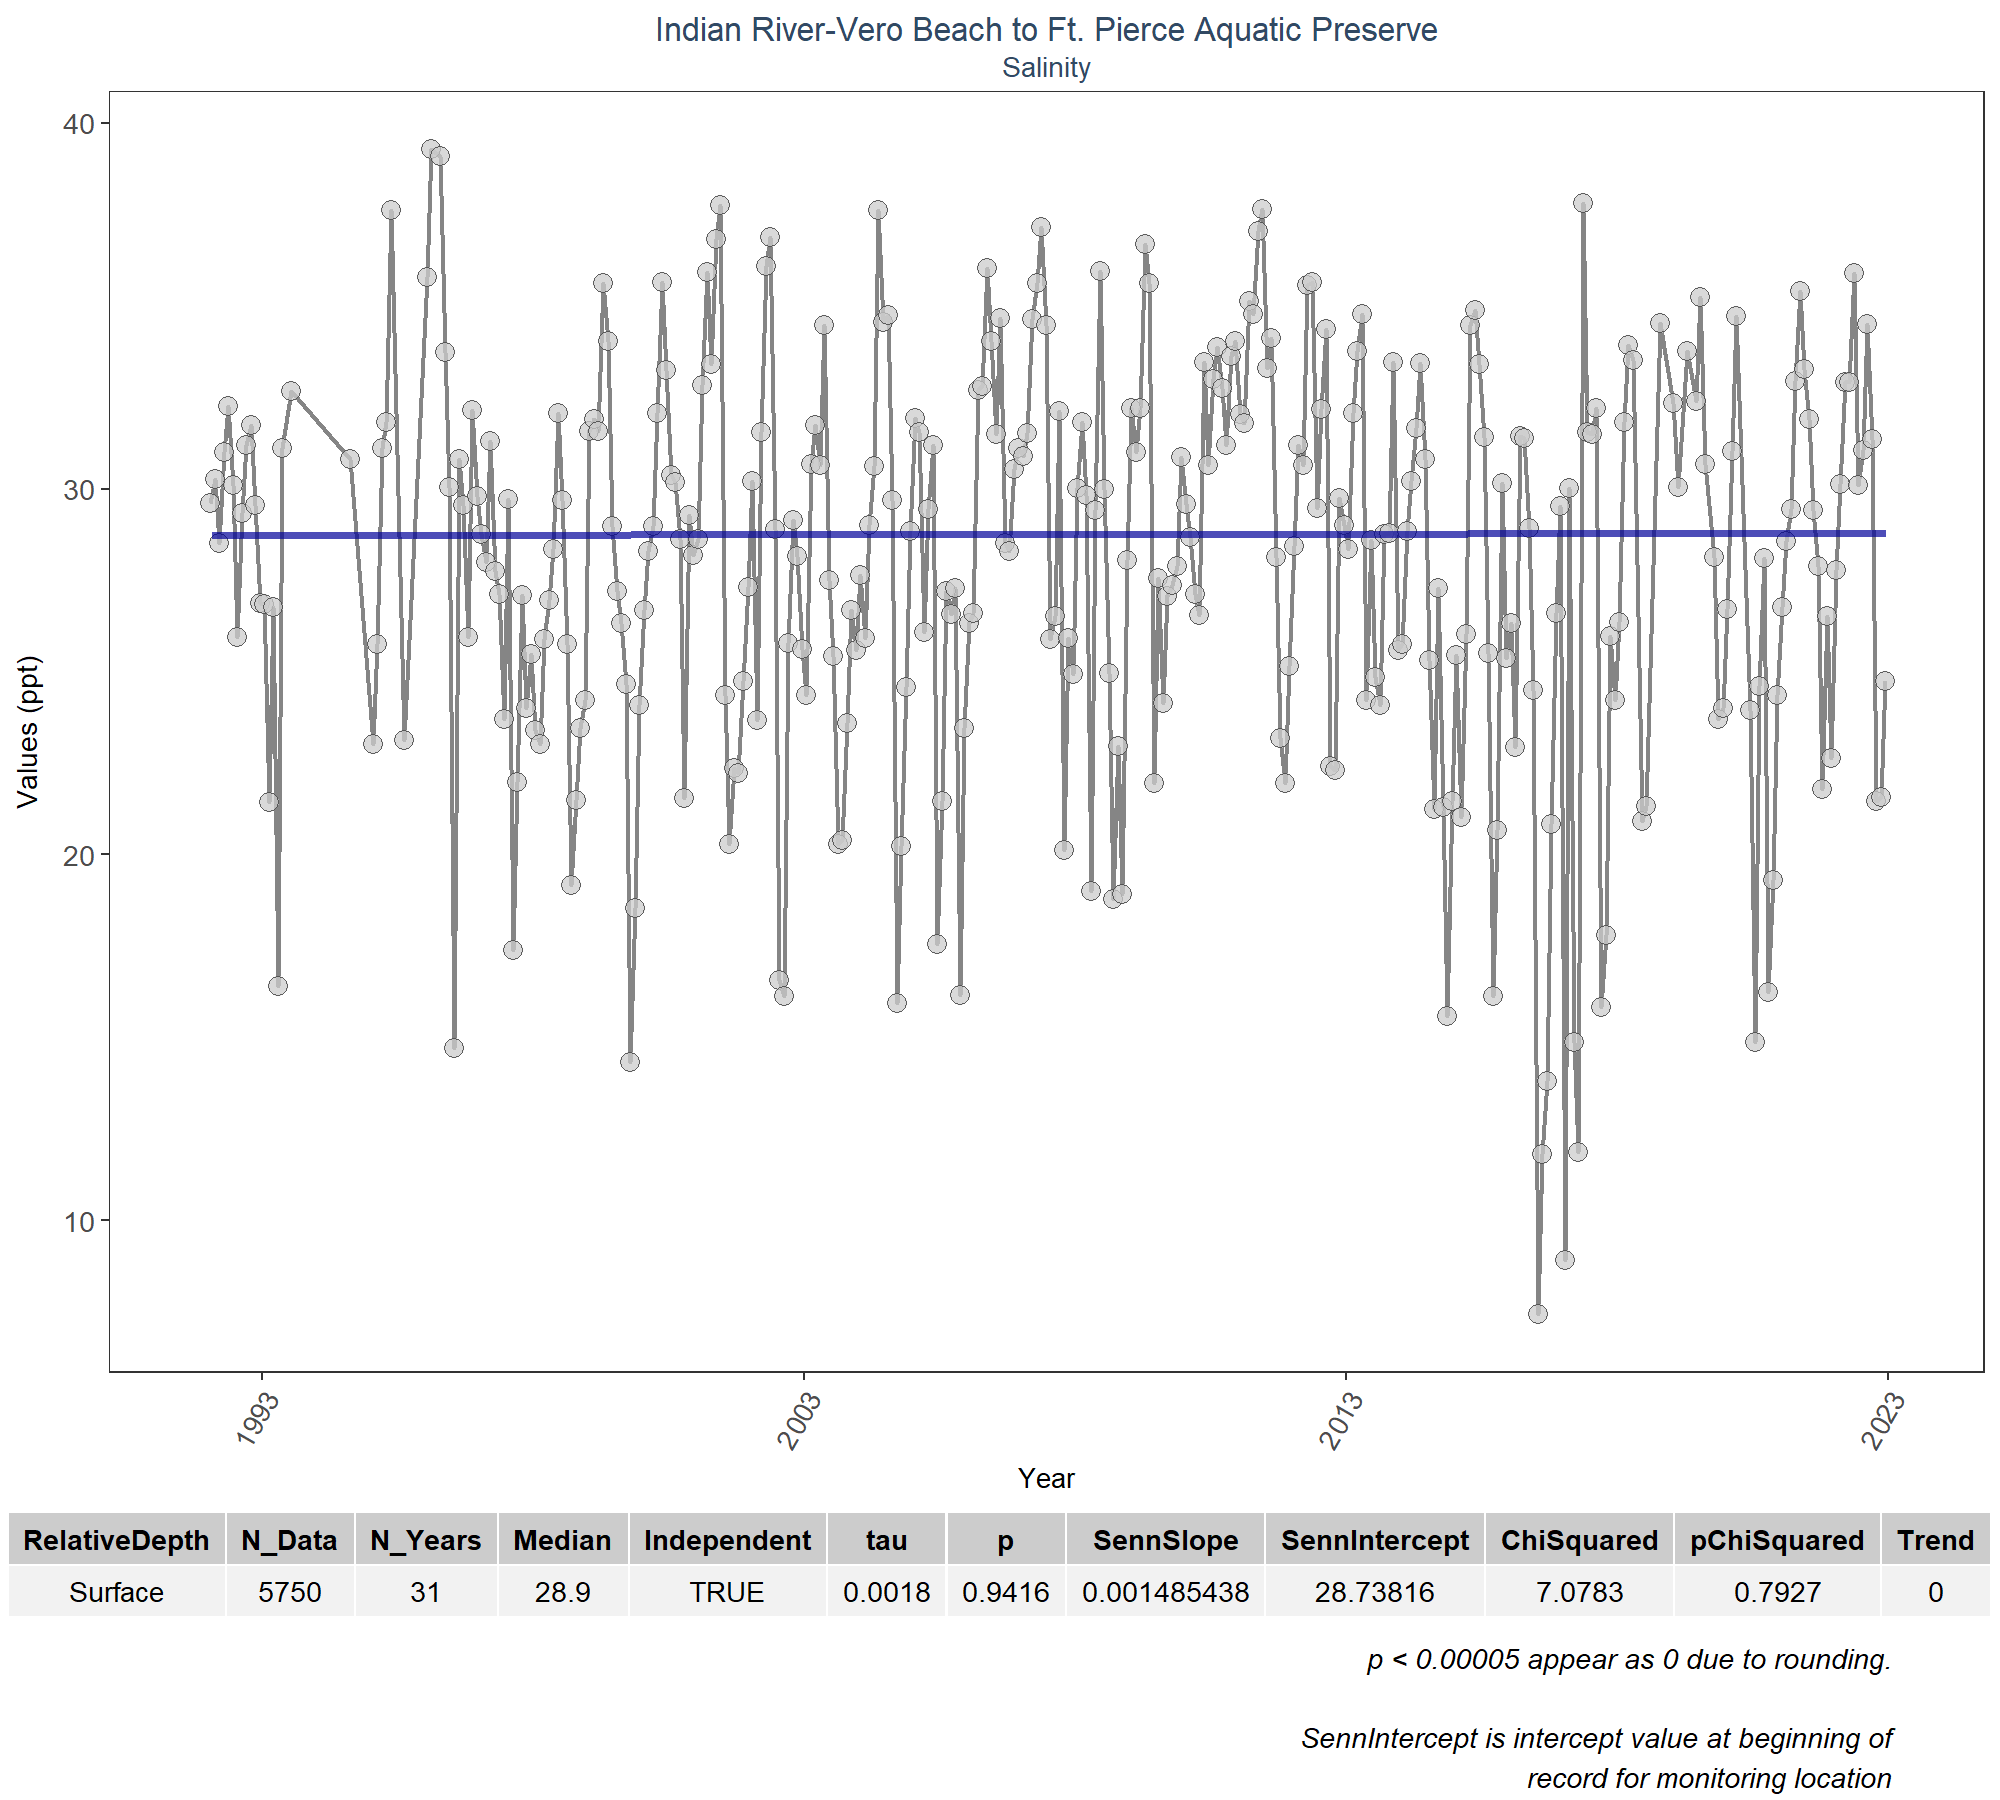 Indian River-Vero Beach to Ft. Pierce Aquatic Preserve
Salinity
40
30
20
10
Values (ppt)
1993 2003 2013 2023
Year
RelativeDepth N_Data N_Years Median Independent tau p SennSlope SennIntercept ChiSquared pChiSquared Trend
Surface 5750 31 28.9 TRUE 0.0018 0.9416 0.001485438 28.73816 7.0783 0.7927 0
p < 0.00005 appear as 0 due to rounding.
SennIntercept is intercept value at beginning of
record for monitoring location